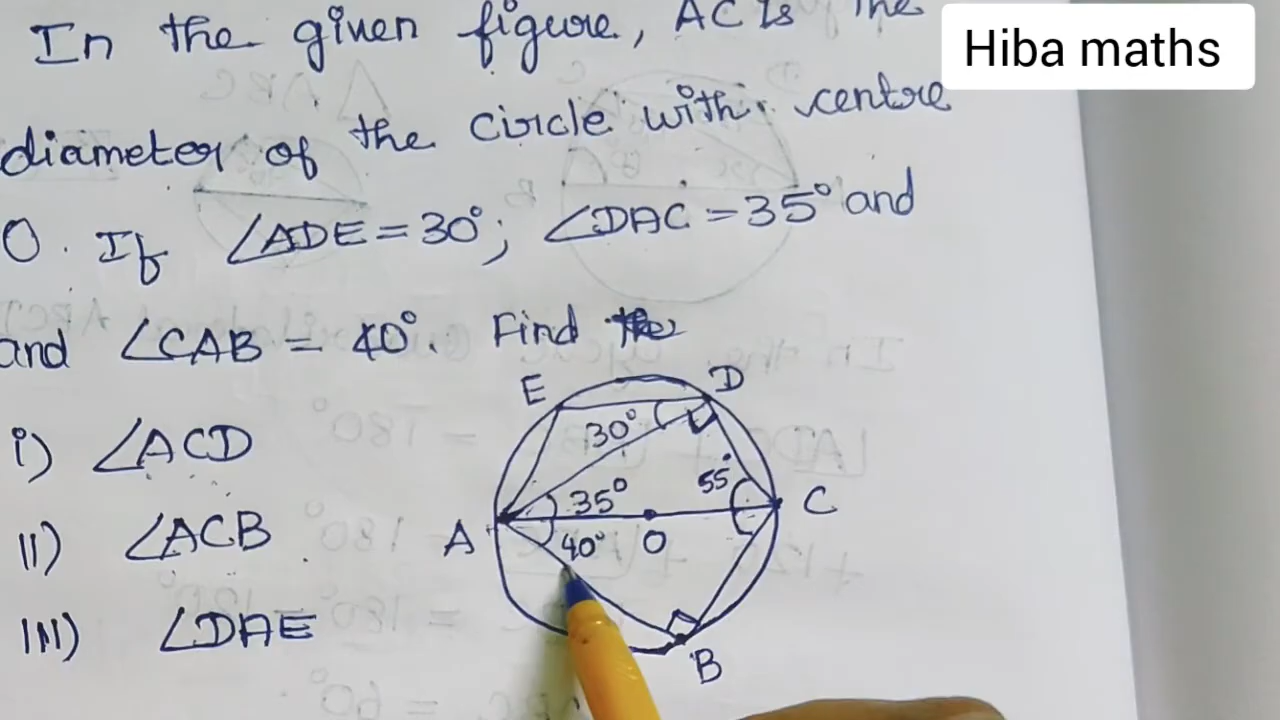 In the given figure, AC Is the
Hiba maths
diameter of the circle with centre
O. If ∠ADE = 30°; ∠DAC = 35° and
and ∠CAB = 40°. Find the
i) ∠ACD
II) ∠ACB
III) ∠DAE
E
D
30°
55°
35°
C
A
40°
O
B